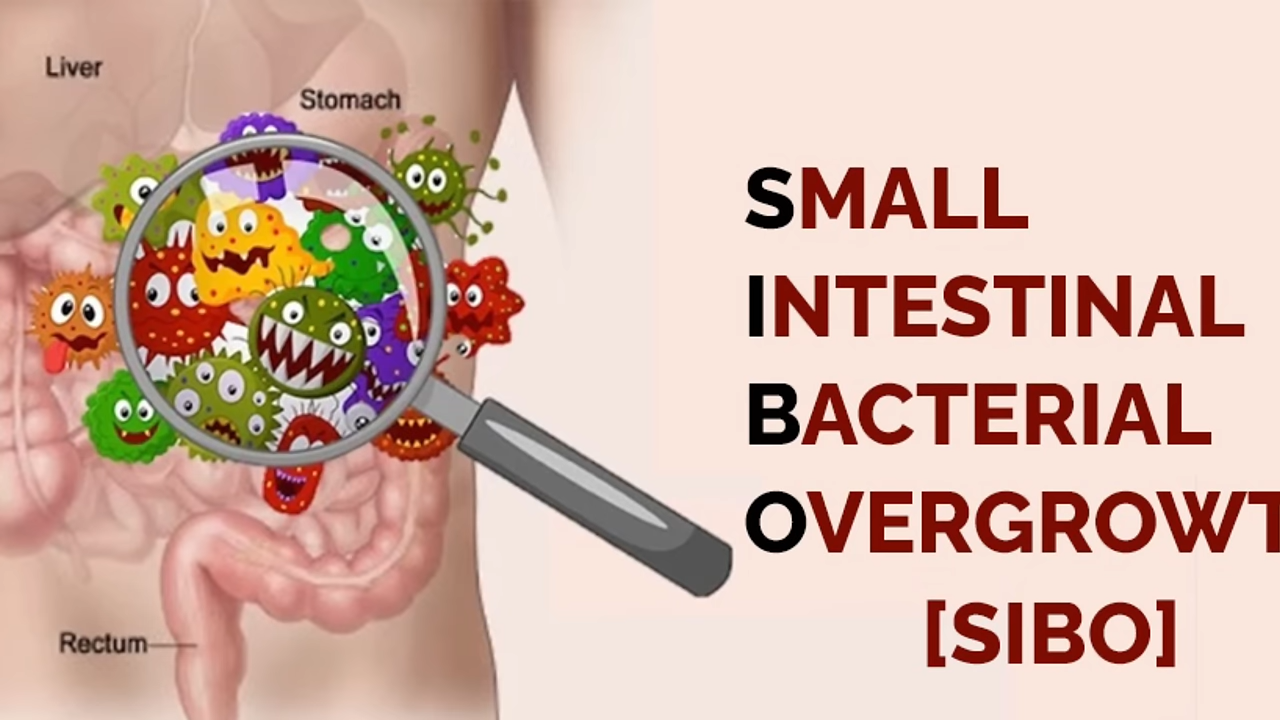 Liver
Stomach
Rectum
SMALL
INTESTINAL
BACTERIAL
OVERGROWT
[SIBO]